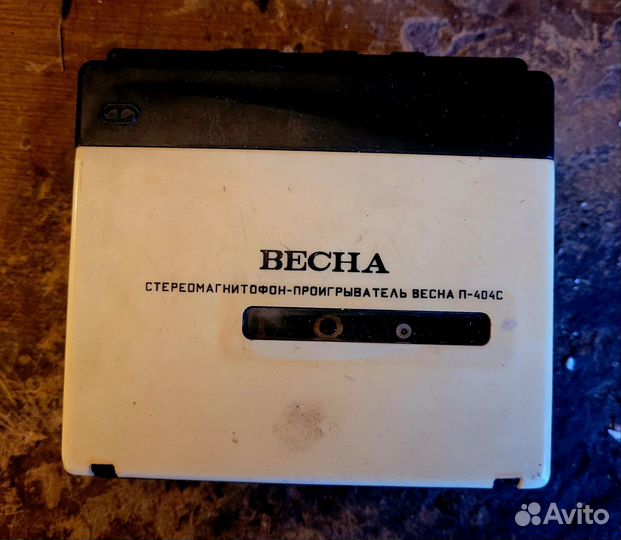 ВЕСНА
СТЕРЕОМАГНИТОФОН-ПРОИГРЫВАТЕЛЬ ВЕСНА П-404С
Avito